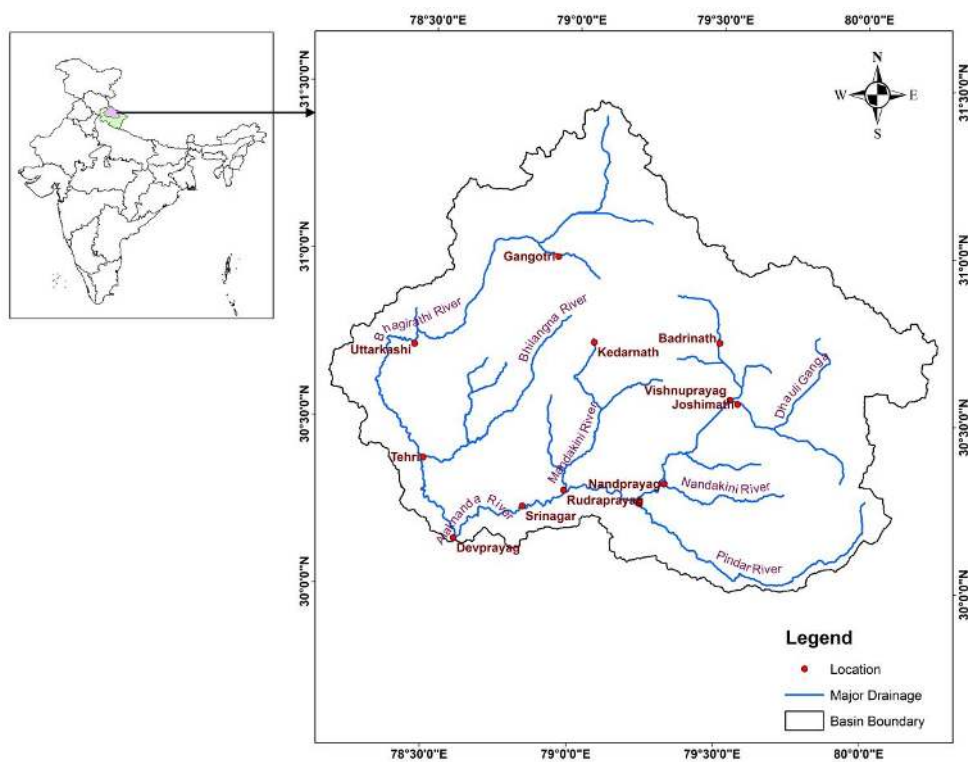 78°30'0"E
79°0'0"E
79°30'0"E
80°0'0"E
31°30'0"N
31°30'0"N
N
W
E
S
31°0'0"N
31°0'0"N
Gangotri
Bhagirathi River
Bhilangna River
Uttarkashi
Kedarnath
Badrinath
Vishnuprayag
Joshimath
Dhauli Ganga
30°30'0"N
30°30'0"N
Tehri
Mandakini River
Nandprayag
Nandakini River
Rudraprayag
Alaknanda River
Srinagar
Devprayag
Pindar River
30°0'0"N
30°0'0"N
Legend
Location
Major Drainage
Basin Boundary
78°30'0"E
79°0'0"E
79°30'0"E
80°0'0"E